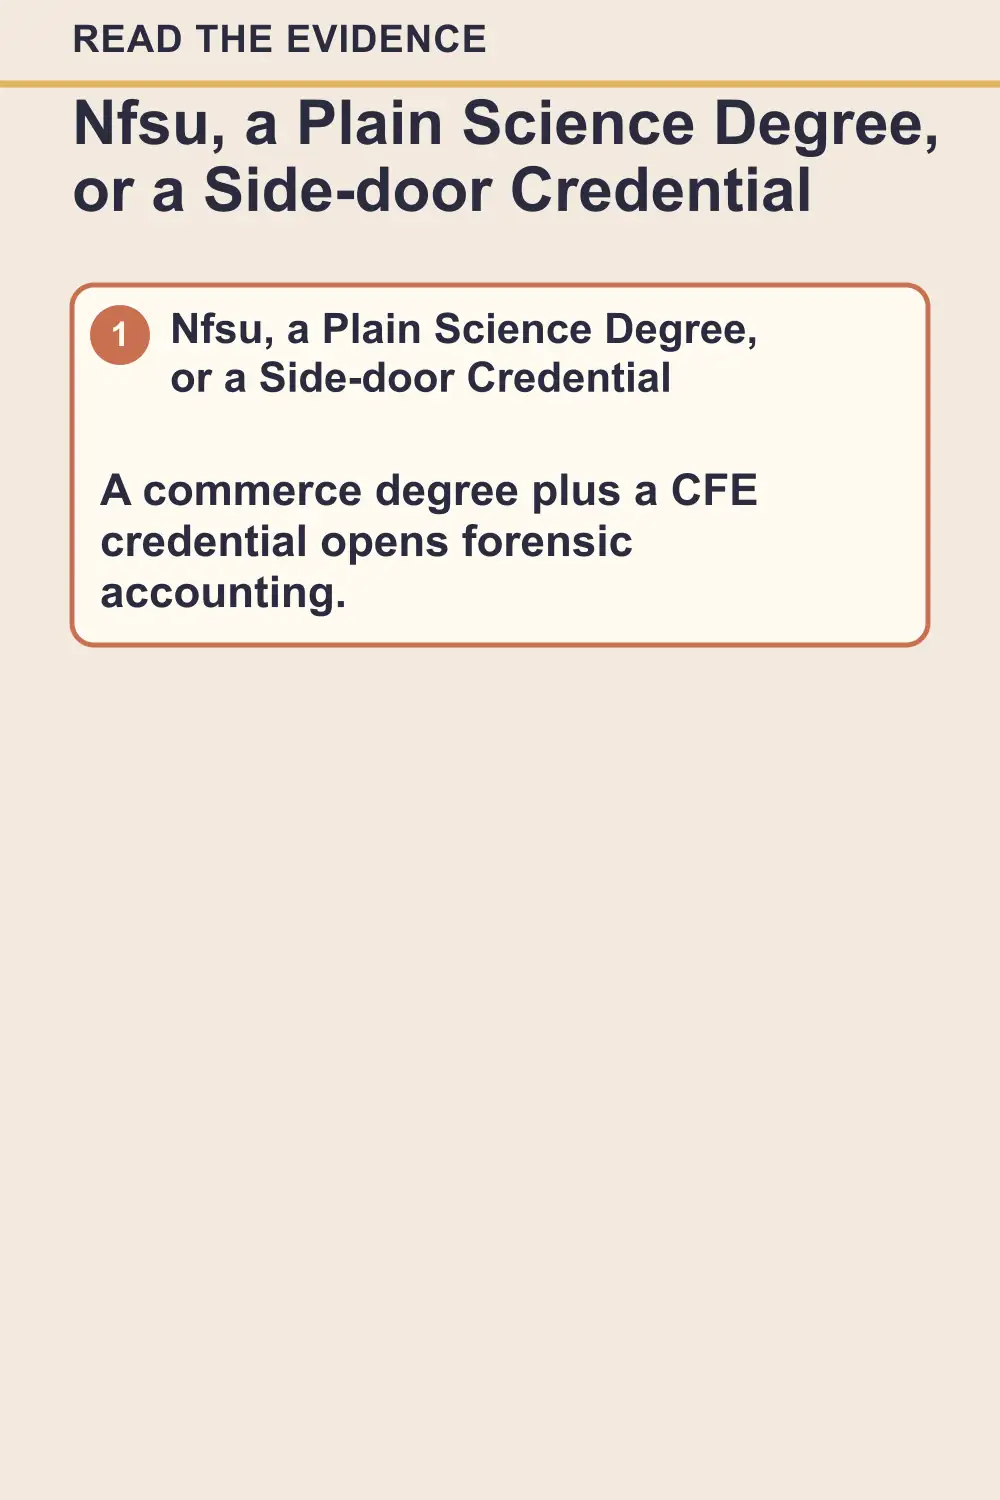 READ THE EVIDENCE
Nfsu, a Plain Science Degree,
or a Side-door Credential
1
Nfsu, a Plain Science Degree,
or a Side-door Credential
A commerce degree plus a CFE
credential opens forensic
accounting.